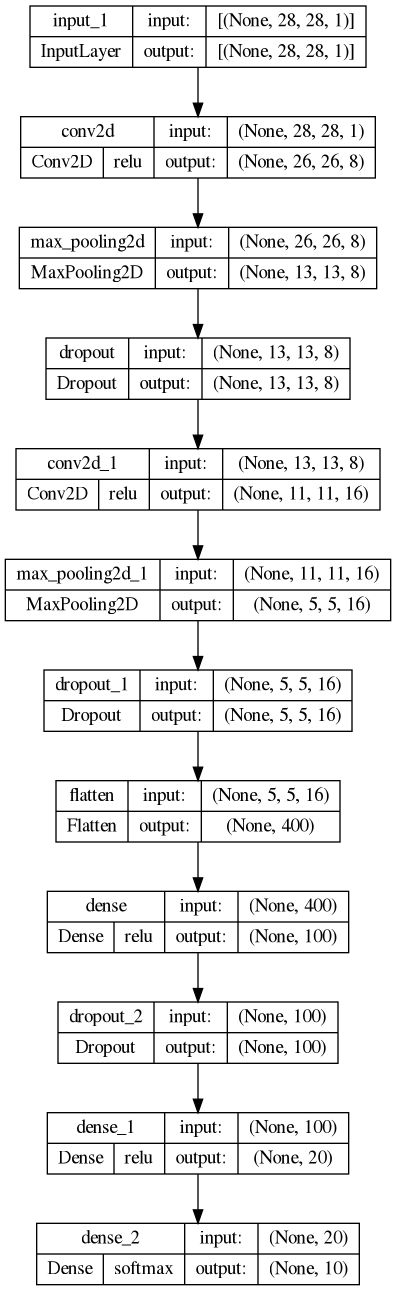 input_1 input: [(None, 28, 28, 1)]
InputLayer output: [(None, 28, 28, 1)]
conv2d input: (None, 28, 28, 1)
Conv2D relu output: (None, 26, 26, 8)
max_pooling2d input: (None, 26, 26, 8)
MaxPooling2D output: (None, 13, 13, 8)
dropout input: (None, 13, 13, 8)
Dropout output: (None, 13, 13, 8)
conv2d_1 input: (None, 13, 13, 8)
Conv2D relu output: (None, 11, 11, 16)
max_pooling2d_1 input: (None, 11, 11, 16)
MaxPooling2D output: (None, 5, 5, 16)
dropout_1 input: (None, 5, 5, 16)
Dropout output: (None, 5, 5, 16)
flatten input: (None, 5, 5, 16)
Flatten output: (None, 400)
dense input: (None, 400)
Dense relu output: (None, 100)
dropout_2 input: (None, 100)
Dropout output: (None, 100)
dense_1 input: (None, 100)
Dense relu output: (None, 20)
dense_2 input: (None, 20)
Dense softmax output: (None, 10)